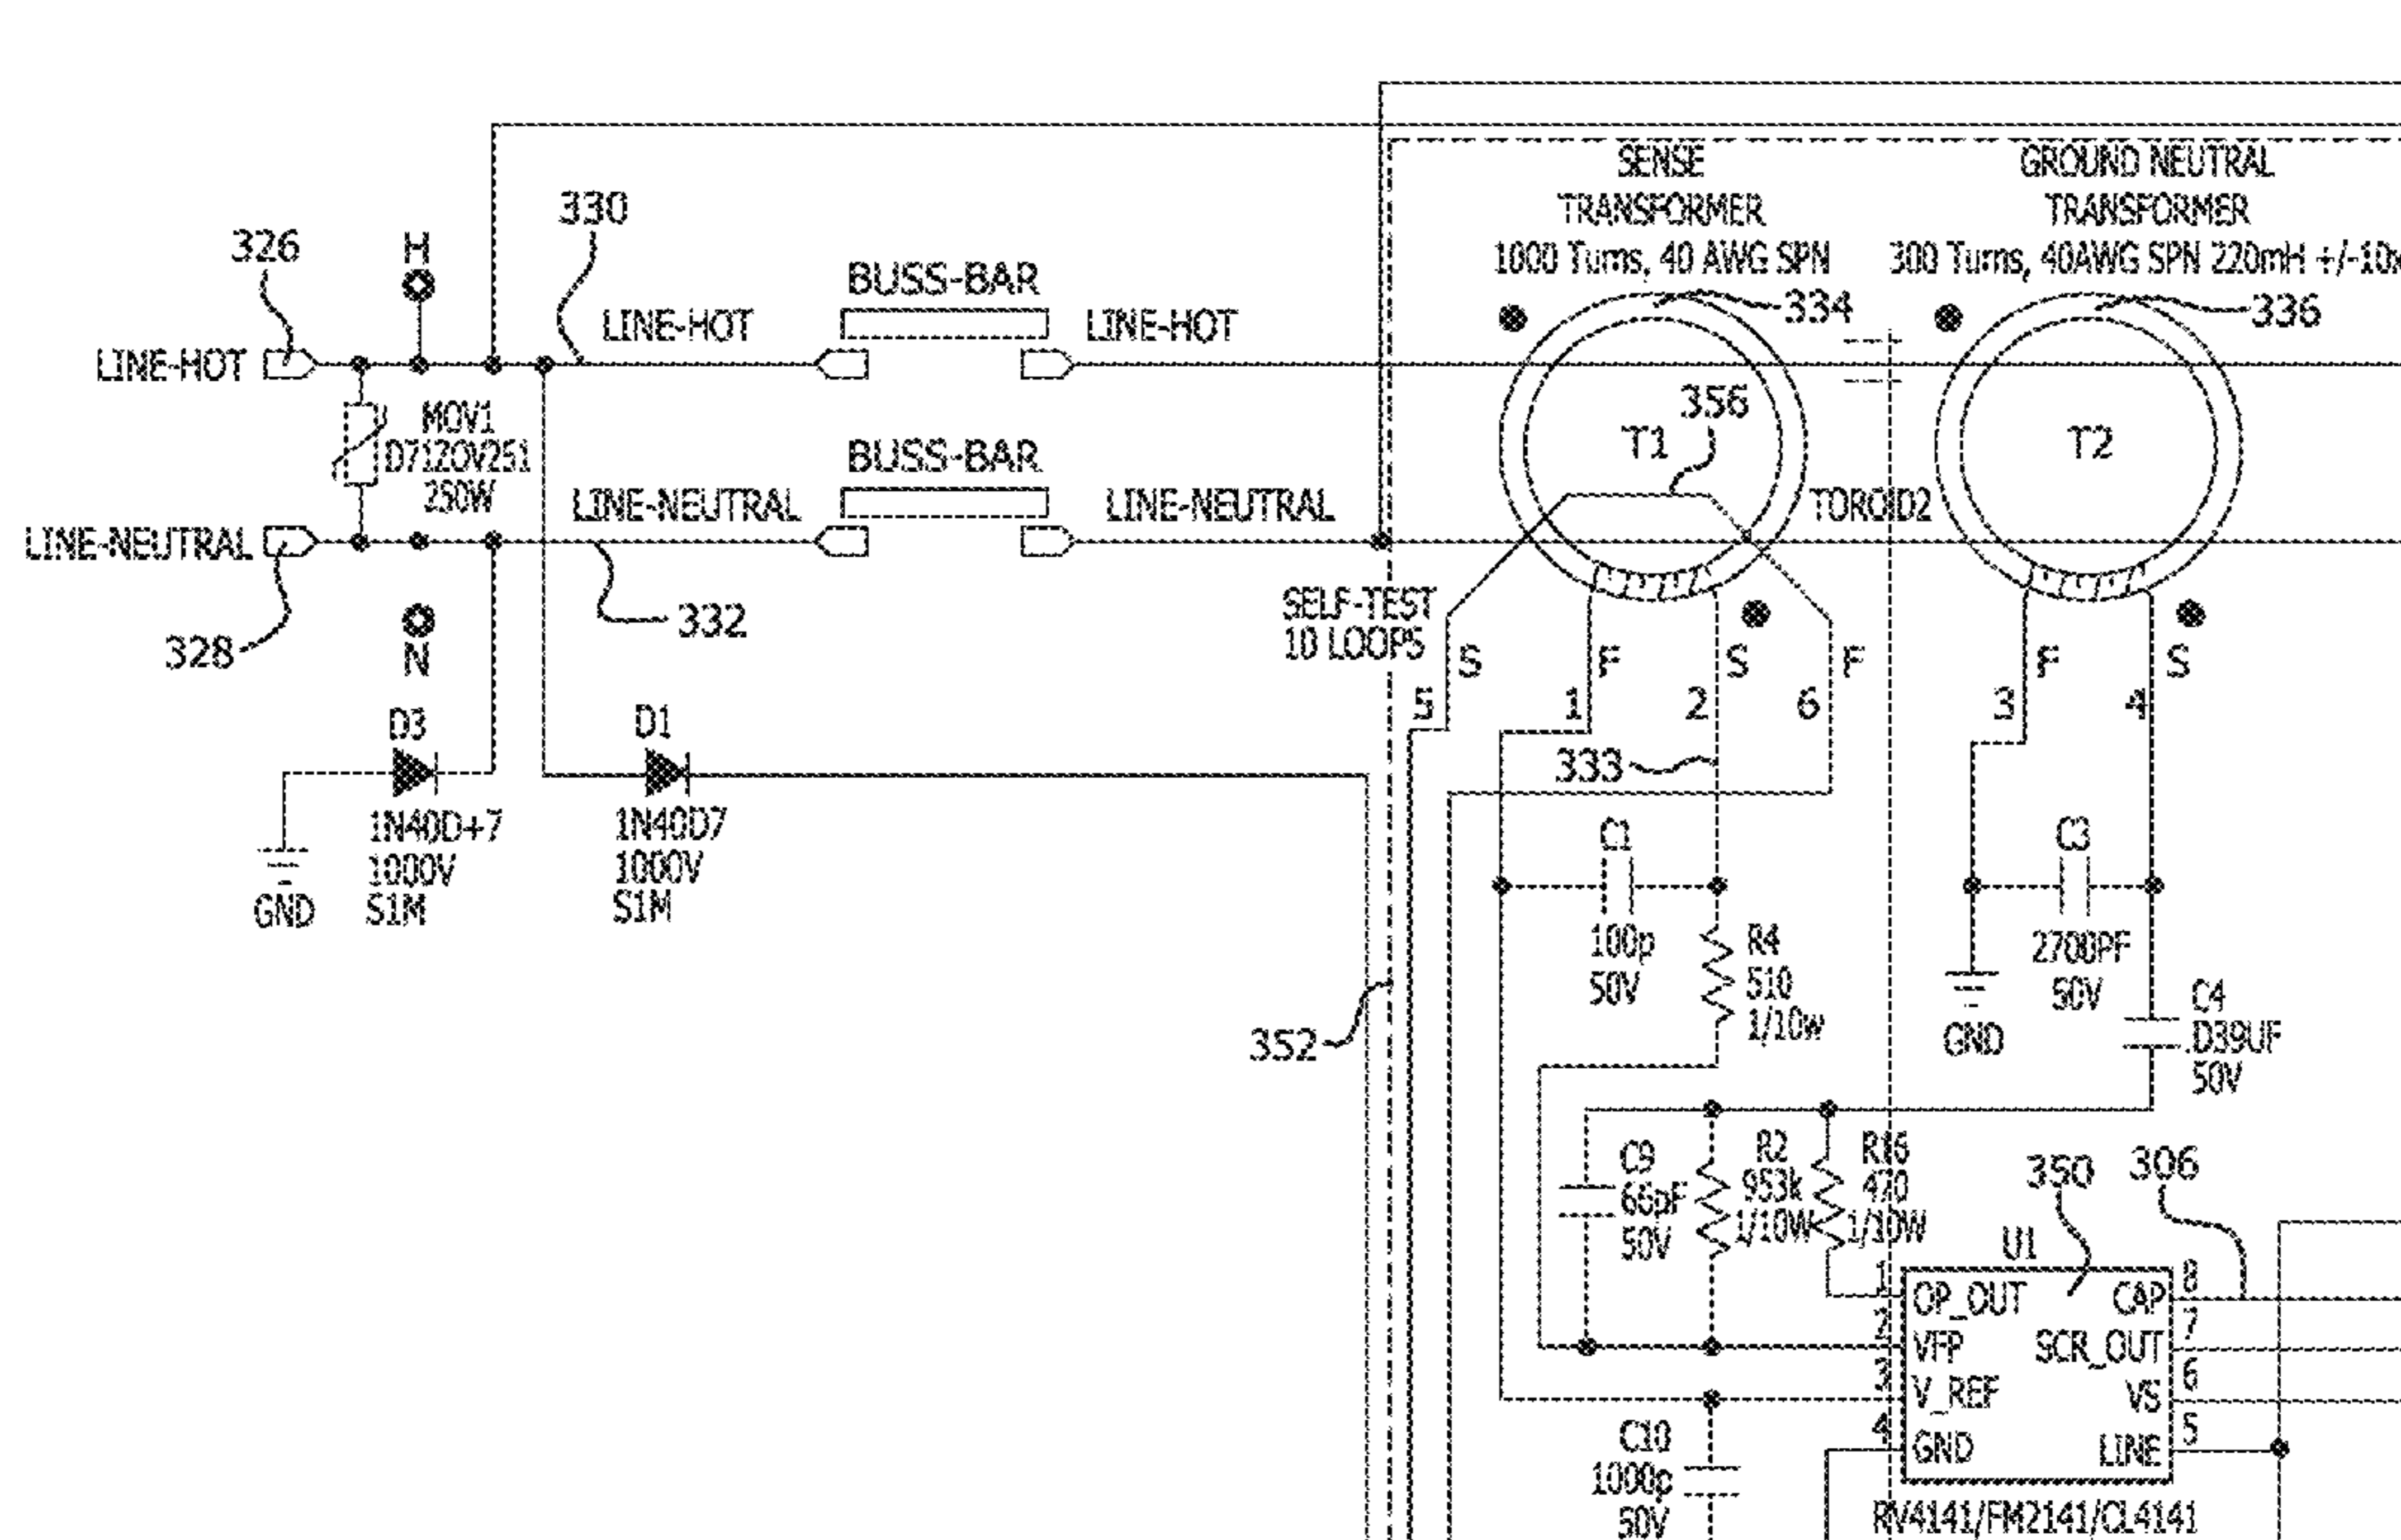 SENSE
TRANSFORMER
1000 Turns, 40 AWG SPN
GROUND NEUTRAL
TRANSFORMER
300 Turns, 40AWG SPN 220mH +/-10
330
326
H
BUSS-BAR
334
336
LINE-HOT
LINE-HOT
LINE-HOT
356
MOV1
D7120V251
250W
T1
T2
BUSS-BAR
LINE-NEUTRAL
LINE-NEUTRAL
LINE-NEUTRAL
TOROID2
332
328
N
SELF-TEST
10 LOOPS
S
F
S
F
F
S
5
1
2
6
3
4
D3
D1
333
1N40D+7
1000V
S1M
1N40D7
1000V
S1M
GND
C1
100p
50V
R4
510
1/10w
C3
2700PF
50V
GND
C4
.D39UF
50V
352
C9
66pF
50V
R2
953k
1/10W
R16
470
1/10W
350
306
U1
1
OP_OUT
CAP
8
2
VFP
SCR_OUT
7
3
V_REF
VS
6
4
GND
LINE
5
C10
1000p
50V
RV4141/FM2141/CL4141